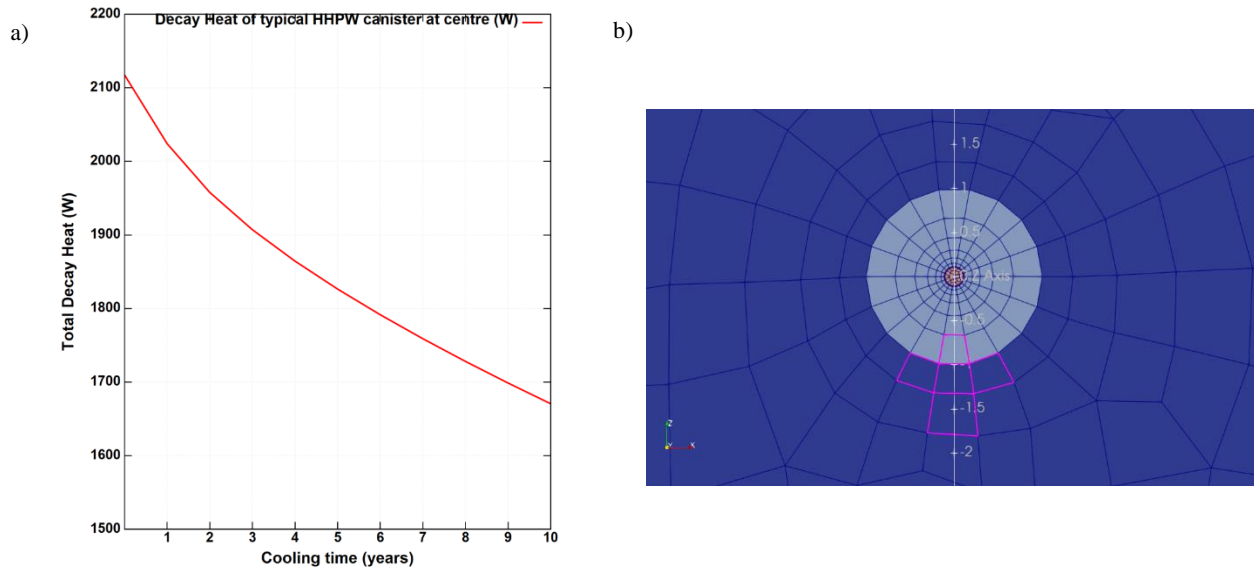 a)
Decay Heat of typical HHPW canister at centre (W)
Total Decay Heat (W)
2200
2100
2000
1900
1800
1700
1600
1500
1 2 3 4 5 6 7 8 9 10
Cooling time (years)
b)
1.5
1
0.5
Z Axis
-0.5
-1.5
-2
Z
Y X